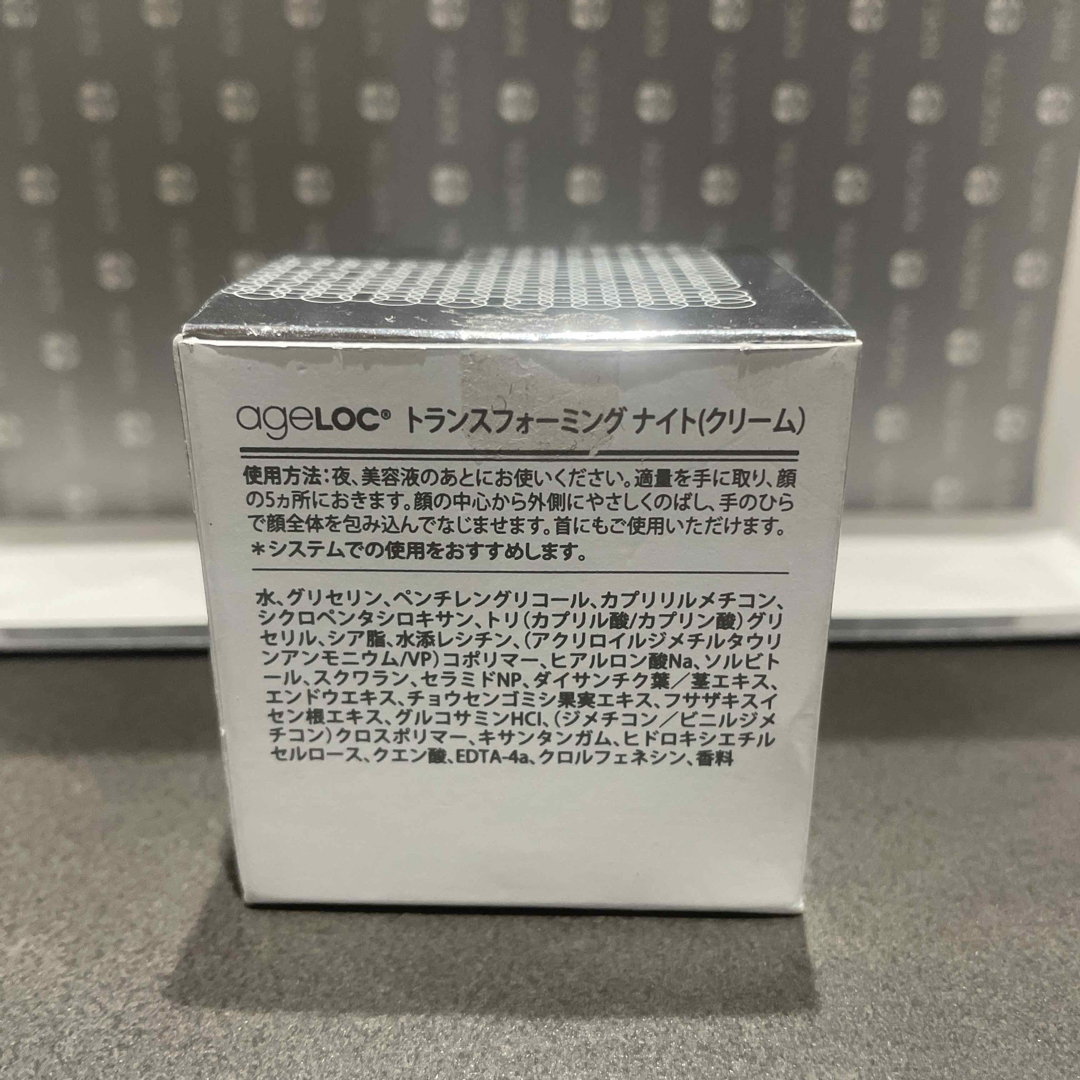 ageLOC® トランスフォーミング ナイト(クリーム)
使用方法:夜、美容液のあとにお使いください。適量を手に取り、顔
の5ヵ所におきます。顔の中心から外側にやさしくのばし、手のひら
で顔全体を包み込んでなじませます。首にもご使用いただけます。
＊システムでの使用をおすすめします。
水、グリセリン、ペンチレングリコール、カプリリルメチコン、
シクロペンタシロキサン、トリ(カプリル酸/カプリン酸)グリ
セリル、シア脂、水添レシチン、(アクリロイルジメチルタウリ
ンアンモニウム/VP)コポリマー、ヒアルロン酸Na、ソルビト
ール、スクワラン、セラミドNP、ダイサンチク葉／茎エキス、
エンドウエキス、チョウセンゴミシ果実エキス、フサザキスイ
セン根エキス、グルコサミンHCl、(ジメチコン／ビニルジメ
チコン)クロスポリマー、キサンタンガム、ヒドロキシエチル
セルロース、クエン酸、EDTA-4a、クロルフェネシン、香料